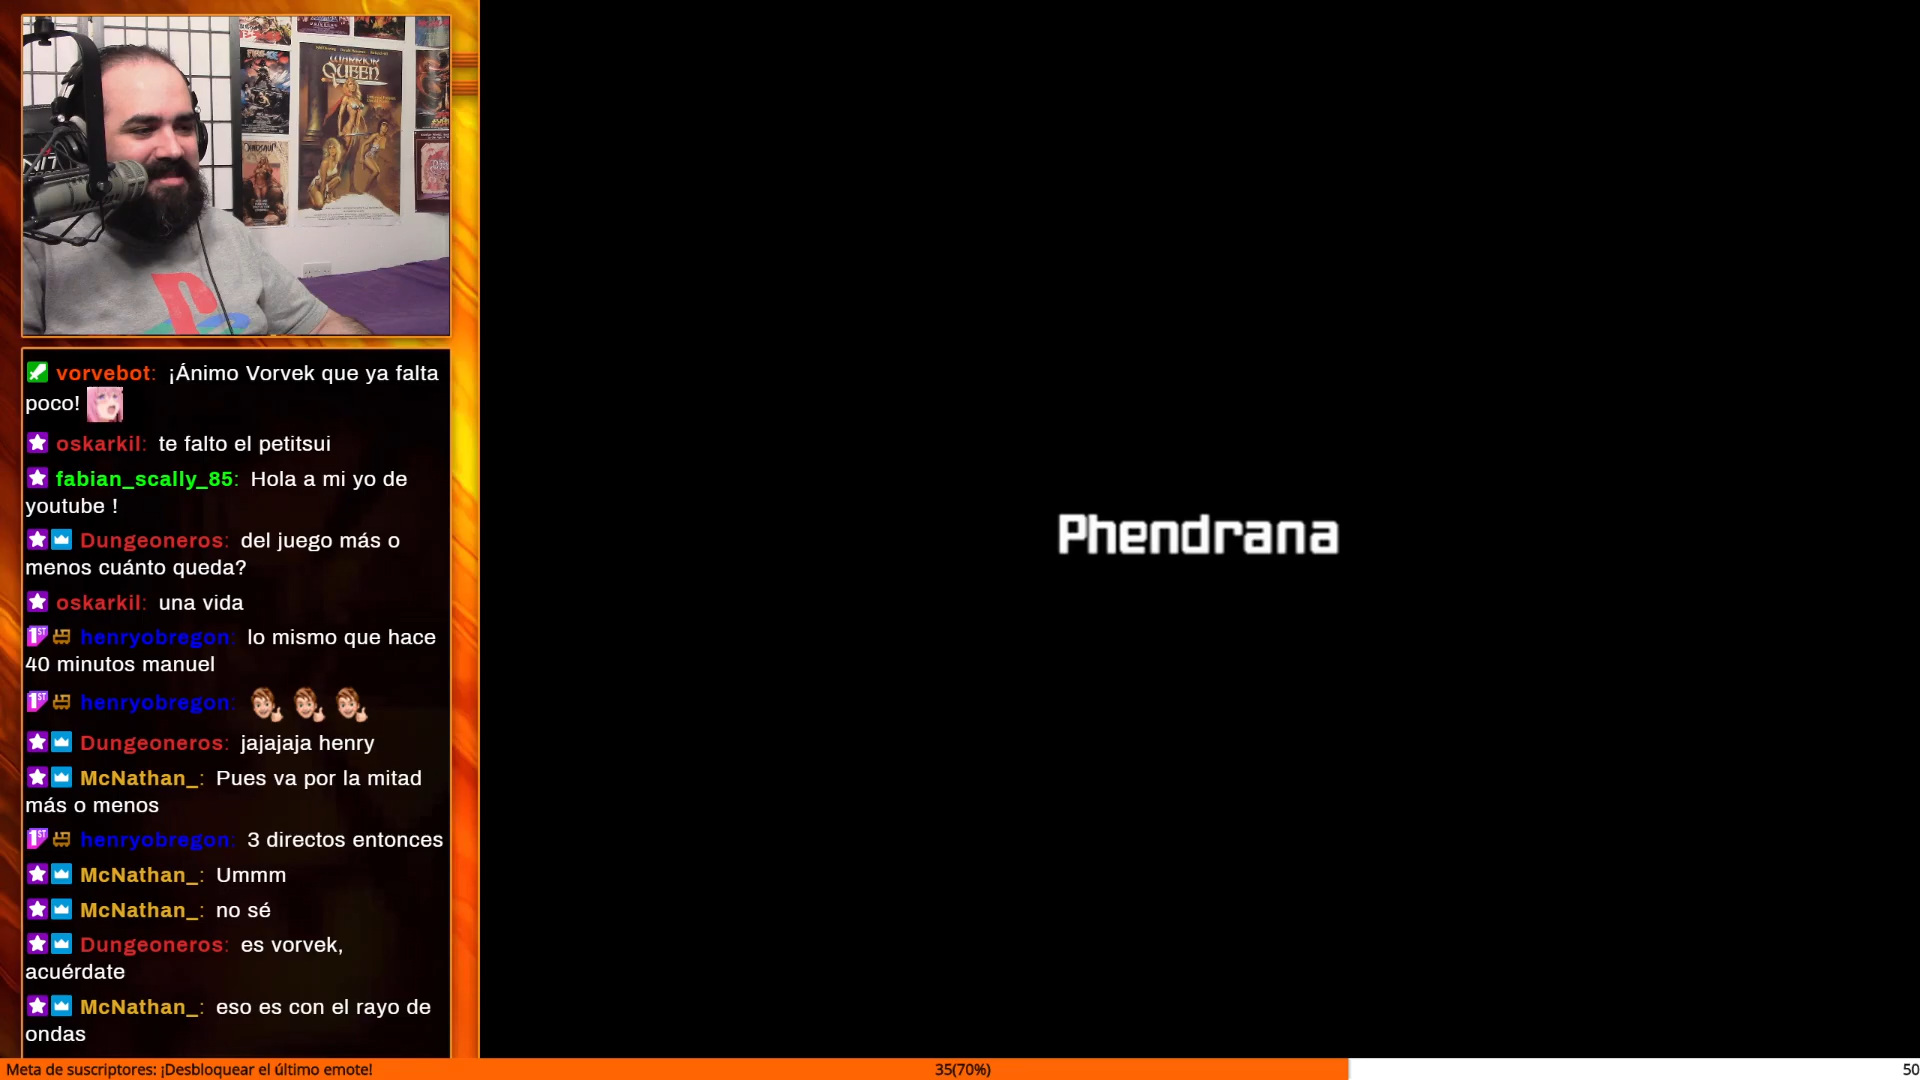 WARRIOR
QUEEN
vorvebot: ¡Ánimo Vorvek que ya falta
poco!
oskarkil: te falto el petitsui
fabian_scally_85: Hola a mi yo de
youtube !
Dungeoneros: del juego más o
menos cuánto queda?
oskarkil: una vida
henryobregon: lo mismo que hace
40 minutos manuel
henryobregon:
Dungeoneros: jajajaja henry
McNathan_: Pues va por la mitad
más o menos
henryobregon: 3 directos entonces
McNathan_: Ummm
McNathan_: no sé
Dungeoneros: es vorvek,
acuérdate
McNathan_: eso es con el rayo de
ondas
Phendrana
Meta de suscriptores: ¡Desbloquear el último emote!
35(70%)
50